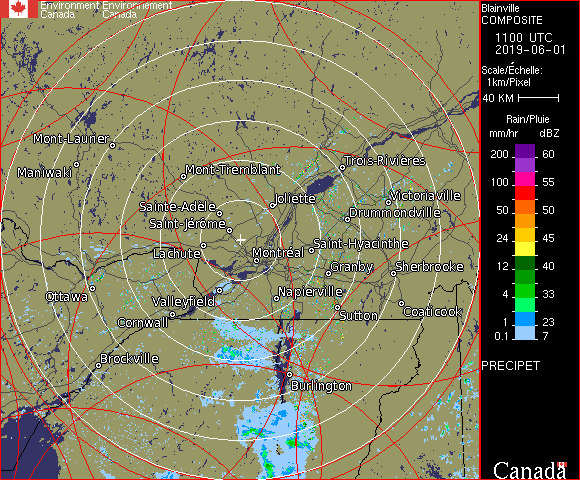 Environment Environnement
Canada Canada
Blainville
COMPOSITE
1100 UTC
2019-06-01
Scale/Échelle:
1km/Pixel
40 KM
Rain/Pluie
mm/hr dBZ
200 60
100 55
50 50
24 45
12 40
4 33
1 23
0.1 7
PRECIPET
Canada
Mont-Laurier
Maniwaki
Mont-Tremblant
Trois-Rivières
Joliette
Victoriaville
Sainte-Adèle
Drummondville
Saint-Jérôme
Lachute
Montréal
Saint-Hyacinthe
Granby
Sherbrooke
Ottawa
Valleyfield
Napierville
Cornwall
Sutton
Coaticook
Brockville
Burlington